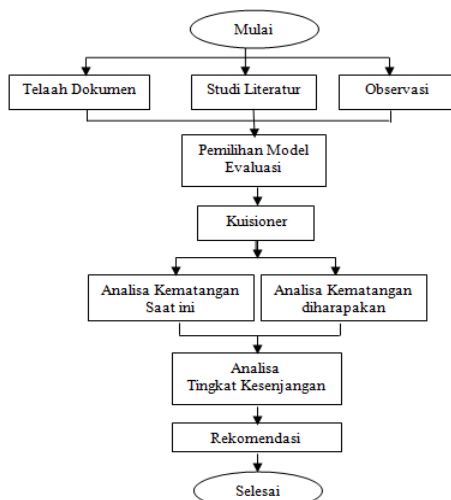 Mulai
Telaah Dokumen
Studi Literatur
Observasi
Pemilihan Model
Evaluasi
Kuisioner
Analisa Kematangan
Saat ini
Analisa Kematangan
diharapakan
Analisa
Tingkat Kesenjangan
Rekomendasi
Selesai